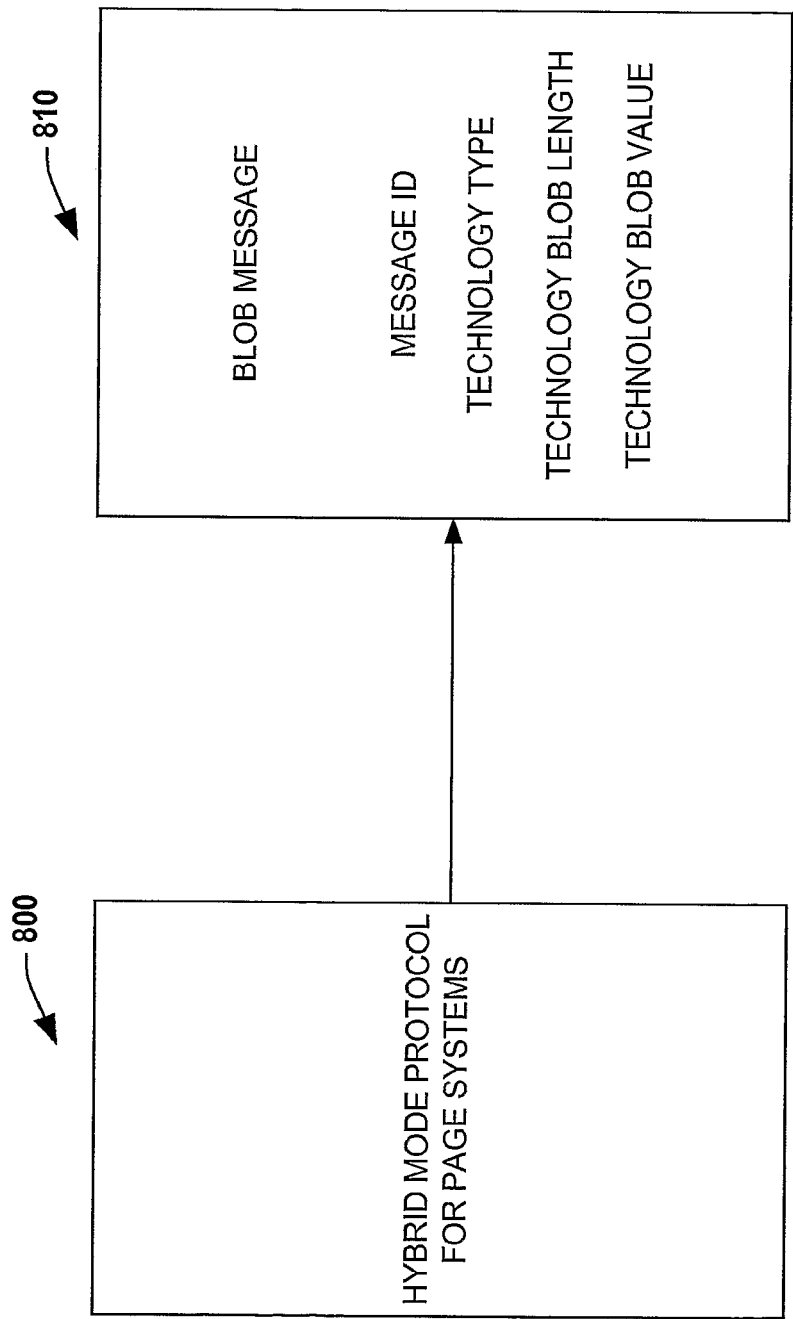 800
HYBRID MODE PROTOCOL
FOR PAGE SYSTEMS
810
BLOB MESSAGE
MESSAGE ID
TECHNOLOGY TYPE
TECHNOLOGY BLOB LENGTH
TECHNOLOGY BLOB VALUE